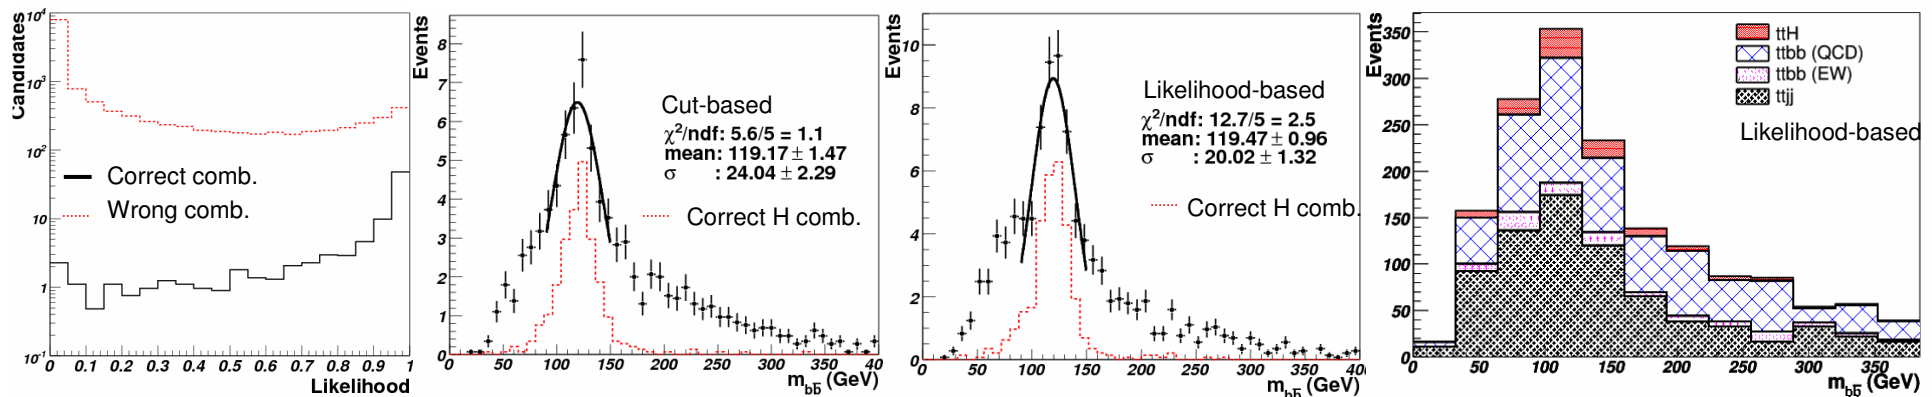 Candidates
10^4
10^3
10^2
10
1
10^-1
Correct comb.
Wrong comb.
0 0.1 0.2 0.3 0.4 0.5 0.6 0.7 0.8 0.9 1
Likelihood
Events
8
7
6
5
4
3
2
1
0
Cut-based
χ²/ndf: 5.6/5 = 1.1
mean: 119.17 ± 1.47
σ : 24.04 ± 2.29
Correct H comb.
0 50 100 150 200 250 300 350 400
m_bb̅ (GeV)
Events
10
8
6
4
2
0
Likelihood-based
χ²/ndf: 12.7/5 = 2.5
mean: 119.47 ± 0.96
σ : 20.02 ± 1.32
Correct H comb.
0 50 100 150 200 250 300 350 40
m_bb̅ (GeV)
Events
350
300
250
200
150
100
50
0
ttH
ttbb (QCD)
ttbb (EW)
ttjj
Likelihood-based
0 50 100 150 200 250 300 350
m_bb̅ (GeV)